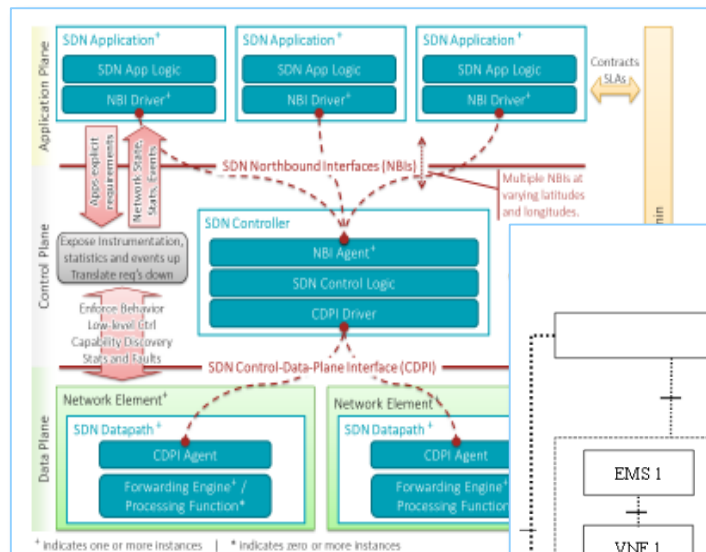 Application Plane
SDN Application⁺
SDN App Logic
NBI Driver⁺
SDN Application⁺
SDN App Logic
NBI Driver⁺
SDN Application⁺
SDN App Logic
NBI Driver⁺
Contracts
SLAs
Apps-explicit
requirements
Network State,
Stats, Events
SDN Northbound Interfaces (NBIs)
Multiple NBIs at
varying latitudes
and longitudes.
Control Plane
Expose Instrumentation,
statistics and events up
Translate req's down
SDN Controller
NBI Agent⁺
SDN Control Logic
CDPI Driver
Enforce Behavior
Low-level Ctrl
Capability Discovery
Stats and Faults
SDN Control-Data-Plane Interface (CDPI)
Data Plane
Network Element⁺
SDN Datapath⁺
CDPI Agent
Forwarding Engine⁺ /
Processing Function*
Network Element⁺
SDN Datapath⁺
CDPI Agent
Forwarding Engine⁺
Processing Function
⁺ indicates one or more instances | * indicates zero or more instances
EMS 1
VNF 1